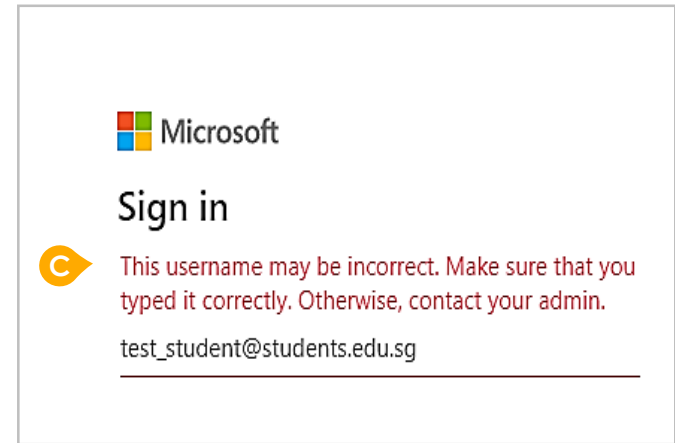 Microsoft
Sign in
C
This username may be incorrect. Make sure that you
typed it correctly. Otherwise, contact your admin.
test_student@students.edu.sg